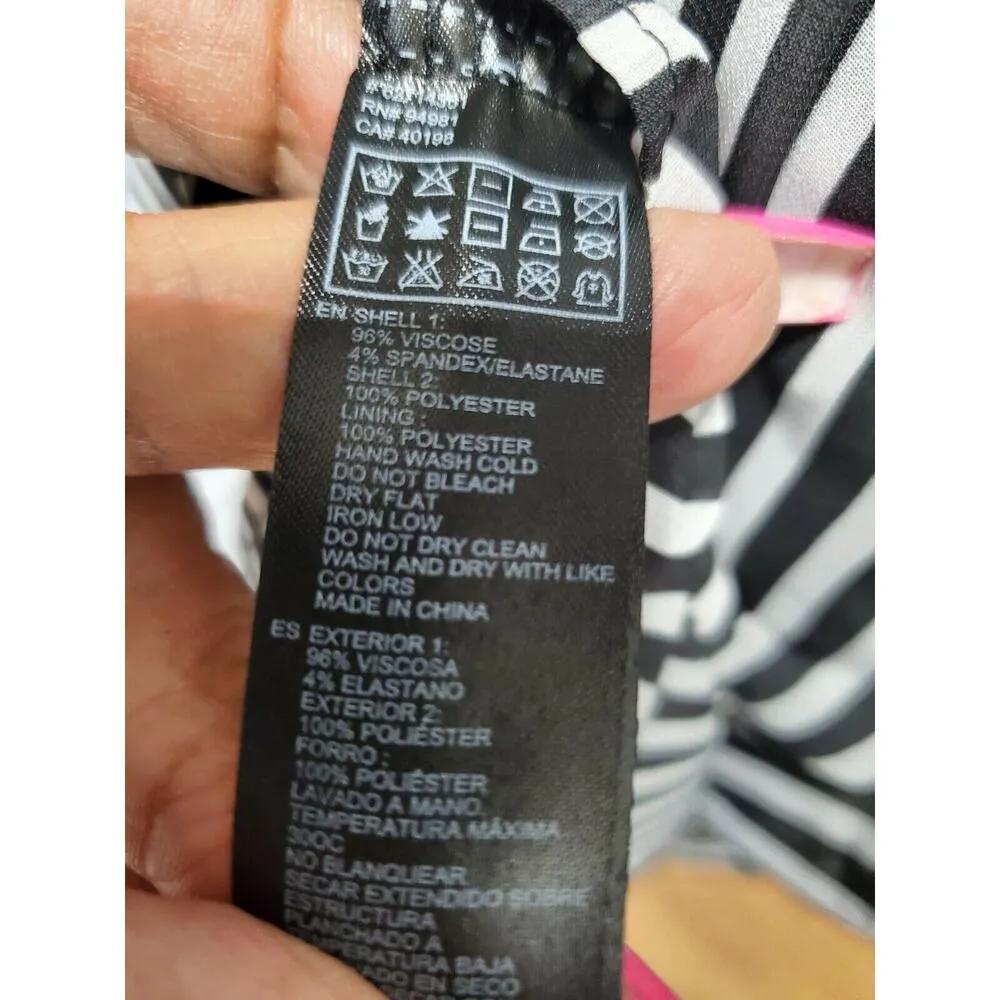 RN# 94981
CA# 40198
EN SHELL 1:
96% VISCOSE
4% SPANDEX/ELASTANE
SHELL 2:
100% POLYESTER
LINING :
100% POLYESTER
HAND WASH COLD
DO NOT BLEACH
DRY FLAT
IRON LOW
DO NOT DRY CLEAN
WASH AND DRY WITH LIKE
COLORS
MADE IN CHINA
ES EXTERIOR 1:
96% VISCOSA
4% ELASTANO
EXTERIOR 2:
100% POLIÉSTER
FORRO :
100% POLIÉSTER
LAVADO A MANO.
TEMPERATURA MÁXIMA
30OC
NO BLANQUEAR
SECAR EXTENDIDO SOBRE
ESTRUCTURA
PLANCHADO A
TEMPERATURA BAJA
EN SECO